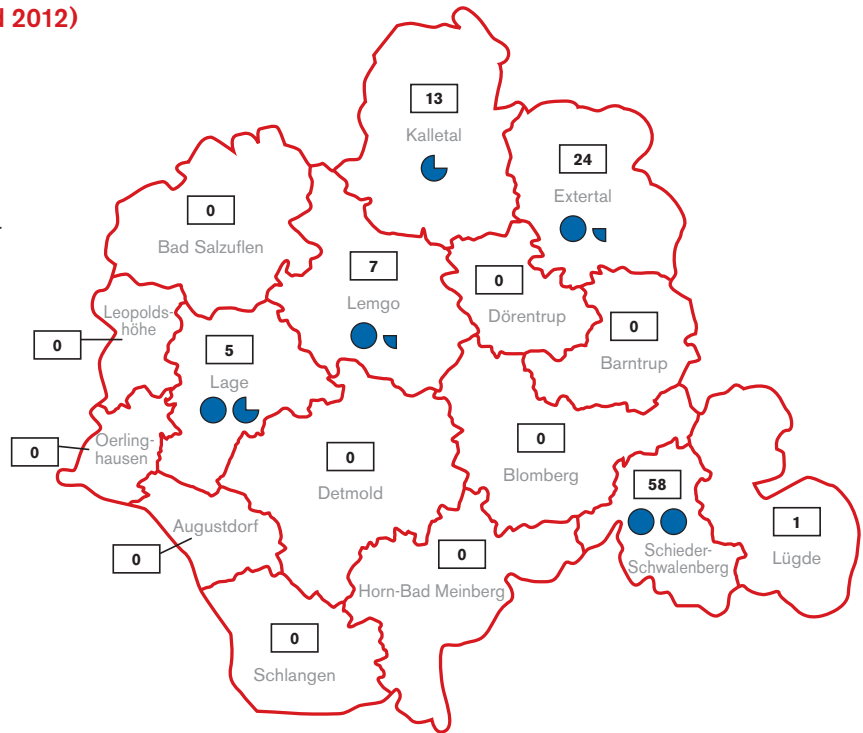 2012)
13
Kalletal
24
Extertal
0
Bad Salzuflen
7
Lemgo
0
Dörentrup
0
Barntrup
Leopolds-
höhe
0
5
Lage
Oerling-
hausen
0
0
Detmold
0
Blomberg
58
Schieder-
Schwalenberg
1
Lügde
Augustdorf
0
0
Horn-Bad Meinberg
0
Schlangen